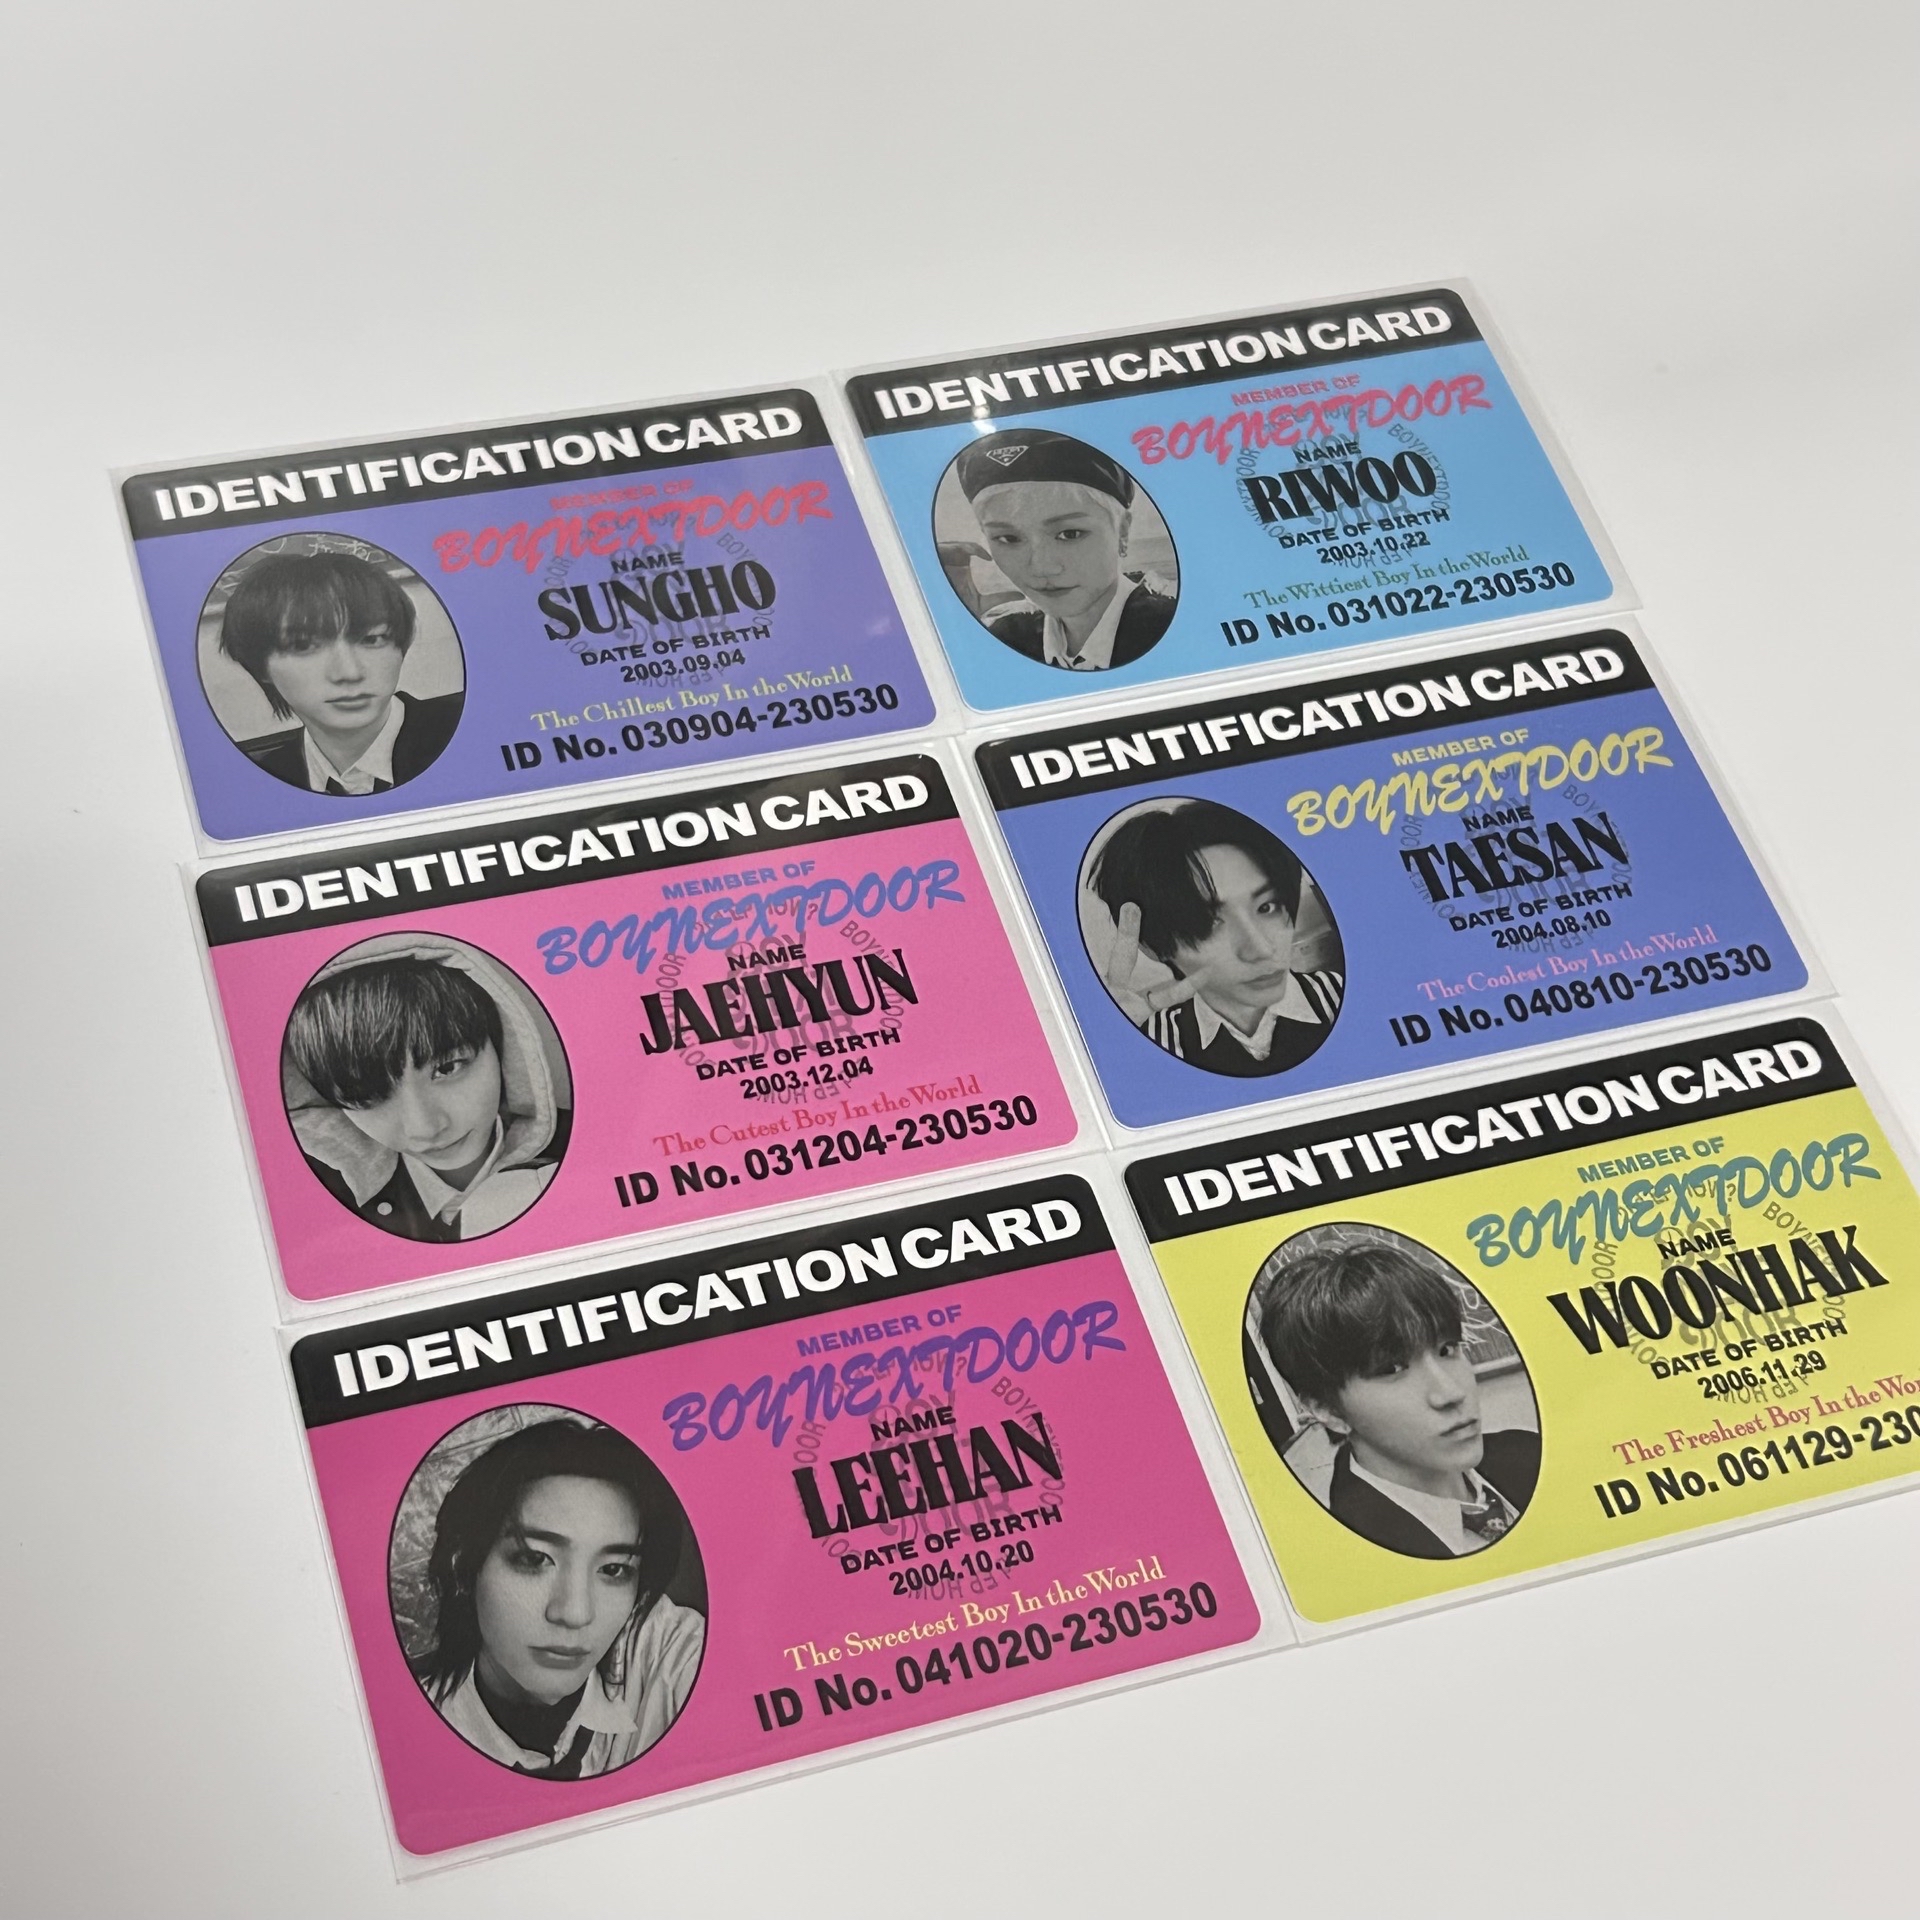 IDENTIFICATION CARD
MEMBER OF
BOYNEXTDOOR
NAME
SUNGHO
DATE OF BIRTH
2003.09.04
The Chillest Boy In the World
ID No. 030904-230530
IDENTIFICATION CARD
MEMBER OF
BOYNEXTDOOR
NAME
RIWOO
DATE OF BIRTH
2003.10.22
The Wittiest Boy In the World
ID No. 031022-230530
IDENTIFICATION CARD
MEMBER OF
BOYNEXTDOOR
NAME
JAEHYUN
DATE OF BIRTH
2003.12.04
The Cutest Boy In the World
ID No. 031204-230530
IDENTIFICATION CARD
MEMBER OF
BOYNEXTDOOR
NAME
TAESAN
DATE OF BIRTH
2004.08.10
The Coolest Boy In the World
ID No. 040810-230530
IDENTIFICATION CARD
MEMBER OF
BOYNEXTDOOR
NAME
LEEHAN
DATE OF BIRTH
2004.10.20
The Sweetest Boy In the World
ID No. 041020-230530
IDENTIFICATION CARD
MEMBER OF
BOYNEXTDOOR
NAME
WOONHAK
DATE OF BIRTH
2006.11.29
The Freshest Boy In the Wor
ID No. 061129-230